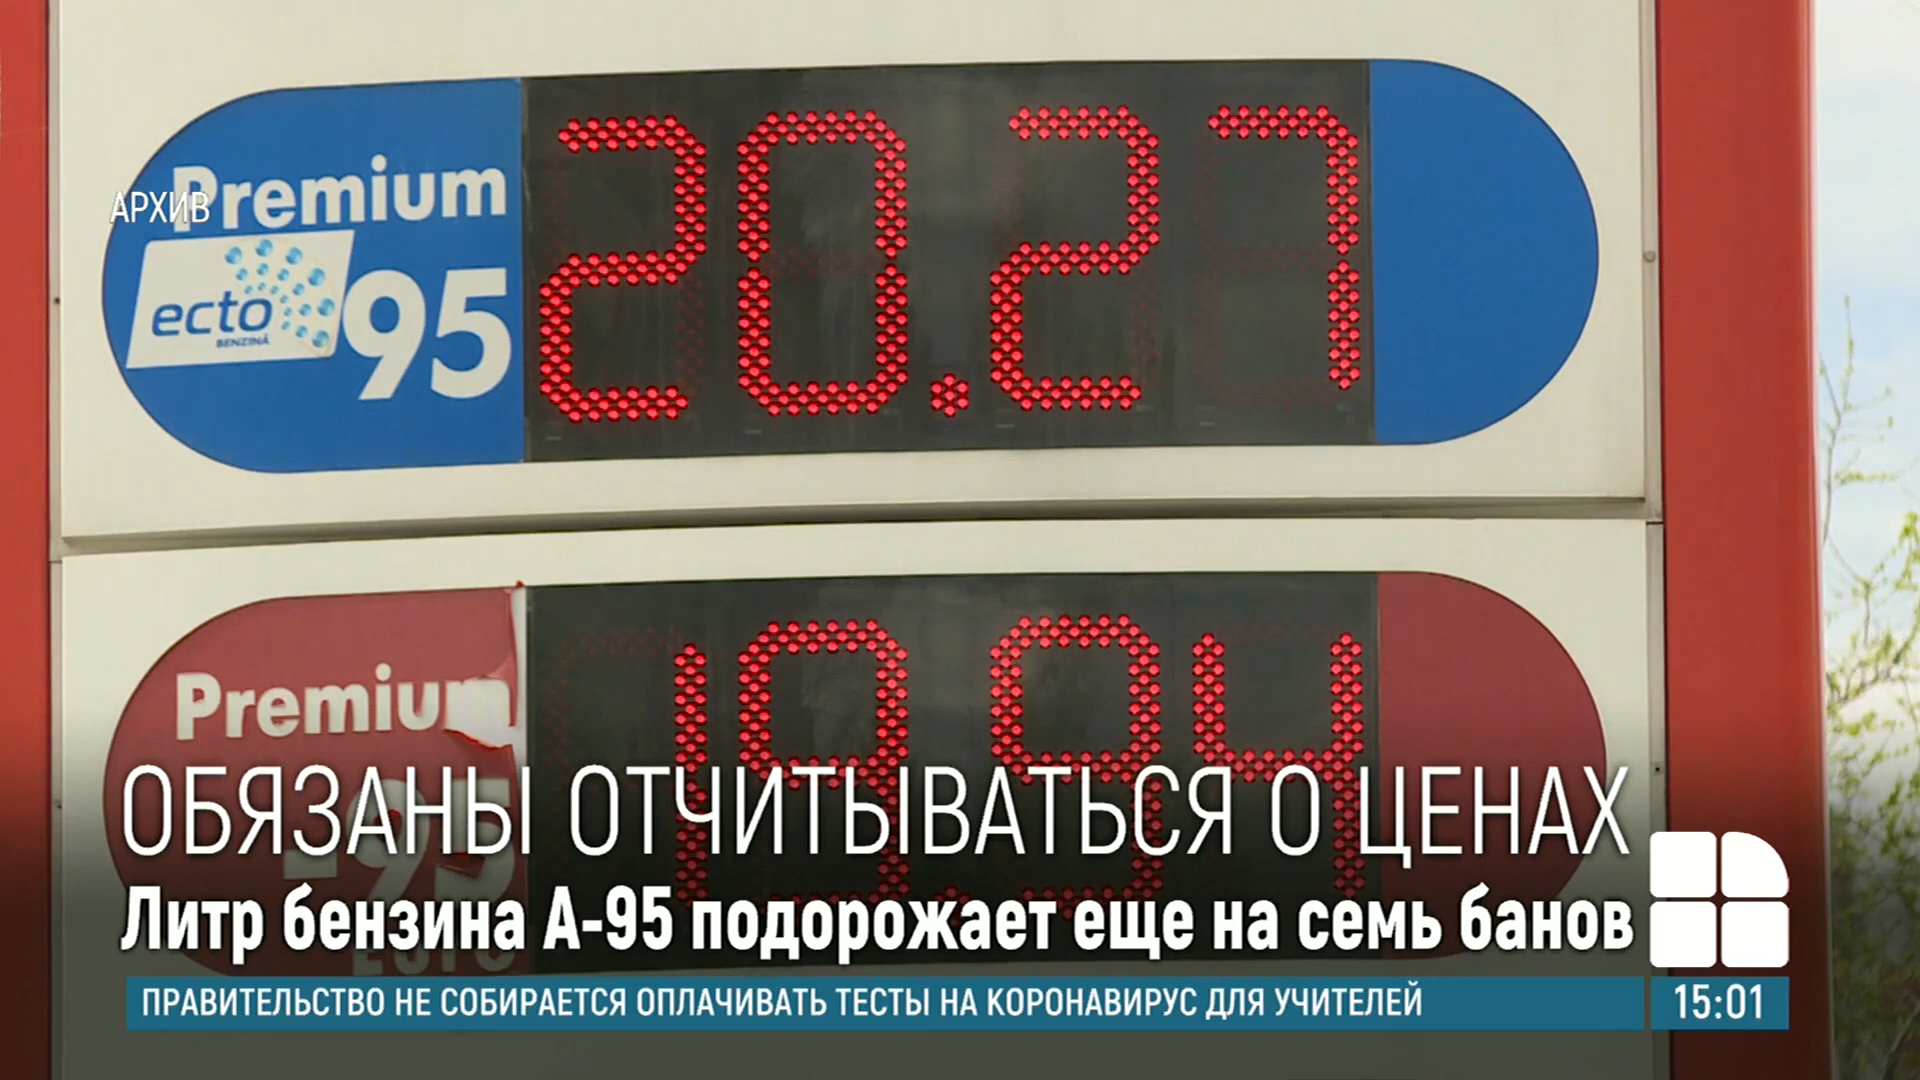 Premium
АРХИВ
ecto
BENZINĂ
95
20.27
Premium
-95
19.94
ОБЯЗАНЫ ОТЧИТЫВАТЬСЯ О ЦЕНАХ
Литр бензина А-95 подорожает еще на семь банов
ПРАВИТЕЛЬСТВО НЕ СОБИРАЕТСЯ ОПЛАЧИВАТЬ ТЕСТЫ НА КОРОНАВИРУС ДЛЯ УЧИТЕЛЕЙ
15:01